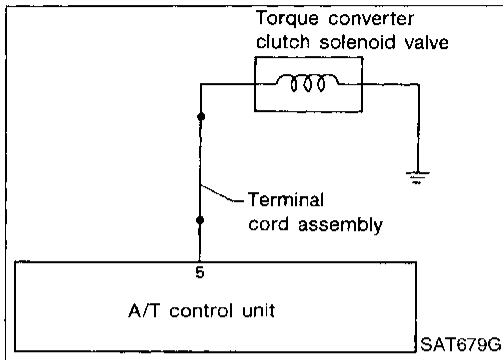 Torque converter
clutch solenoid valve
Terminal
cord assembly
5
A/T control unit
SAT679G